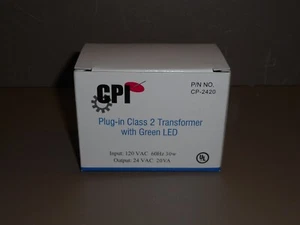 CPI
P/N NO.
CP-2420
Plug-in Class 2 Transformer
with Green LED
Input: 120 VAC 60Hz
Output: 24 VAC 20VA
UL